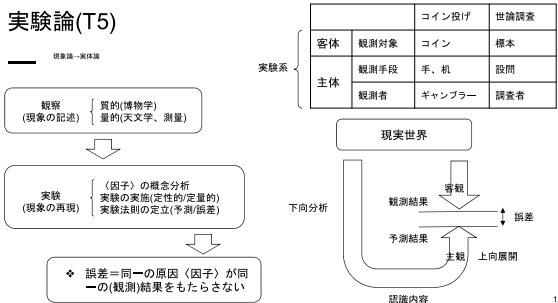 実験論(T5)
現象論→実体論
観察
(現象の記述)
質的(博物学)
量的(天文学、測量)
実験
(現象の再現)
〈因子〉の概念分析
実験の実施(定性的/定量的)
実験法則の定立(予測/誤差)
❖ 誤差＝同一の原因〈因子〉が同
一の(観測)結果をもたらさない
実験系
コイン投げ 世論調査
客体 観測対象 コイン 標本
主体 観測手段 手、机 設問
観測者 ギャンブラー 調査者
現実世界
客観
観測結果
下向分析
誤差
予測結果
主観 上向展開
認識内容
1